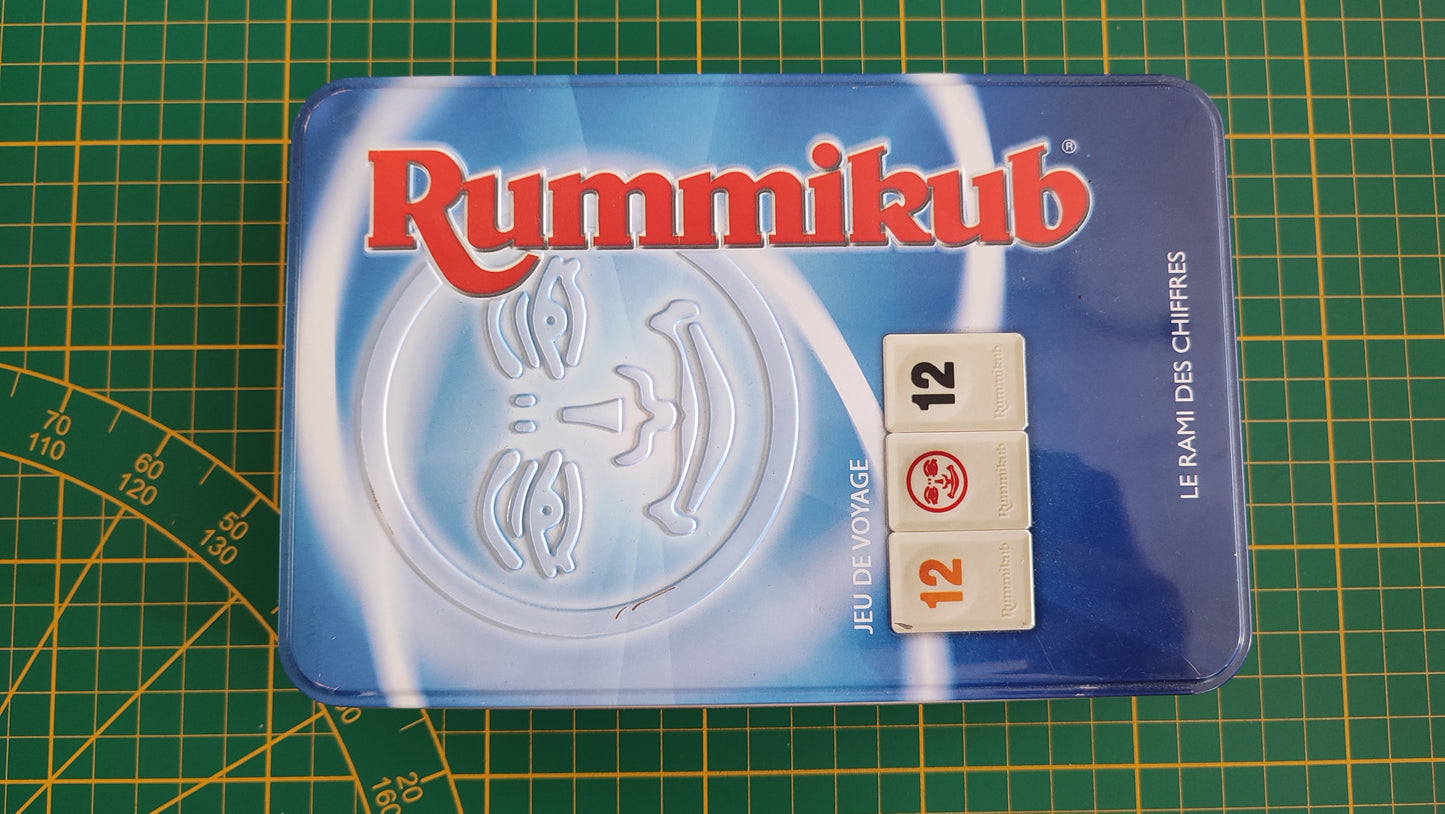 Rummikub®
JEU DE VOYAGE
12
Rummikub
Rummikub
12
Rummikub
LE RAMI DES CHIFFRES
70
110
60
120
50
130
20
160